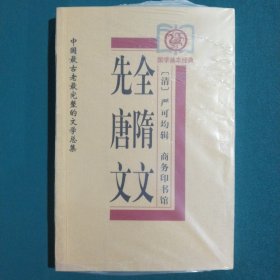 国学基本经典
〔清〕严可均辑 商务印书馆
全隋文
先唐文
中国最古老最完整的文学总集